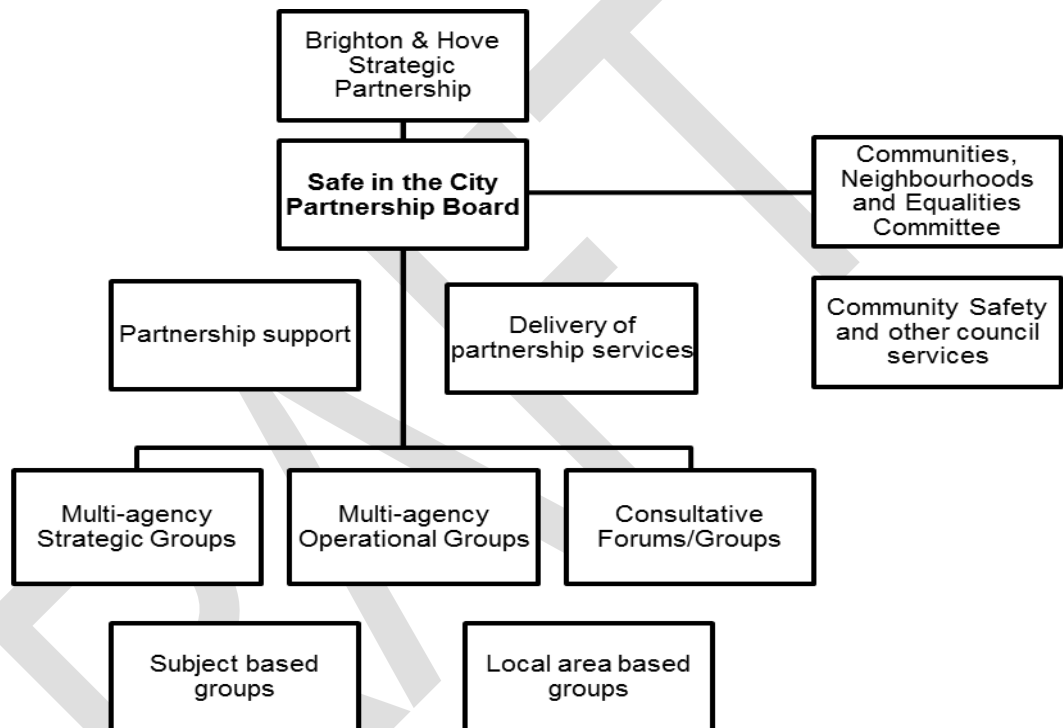 Brighton & Hove
Strategic
Partnership
Safe in the City
Partnership Board
Communities,
Neighbourhoods
and Equalities
Committee
Partnership support
Delivery of
partnership services
Community Safety
and other council
services
Multi-agency
Strategic Groups
Multi-agency
Operational Groups
Consultative
Forums/Groups
Subject based
groups
Local area based
groups
DRAFT